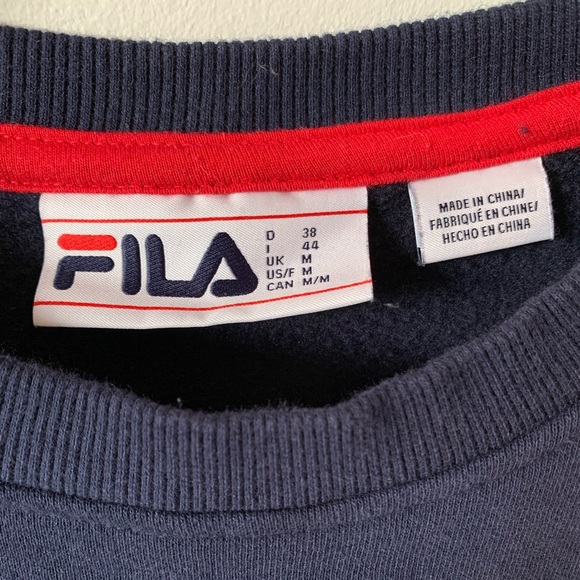 FILA
D 38
I 44
UK M
US/F M
CAN M/M
MADE IN CHINA/
FABRIQUÉ EN CHINE/
HECHO EN CHINA